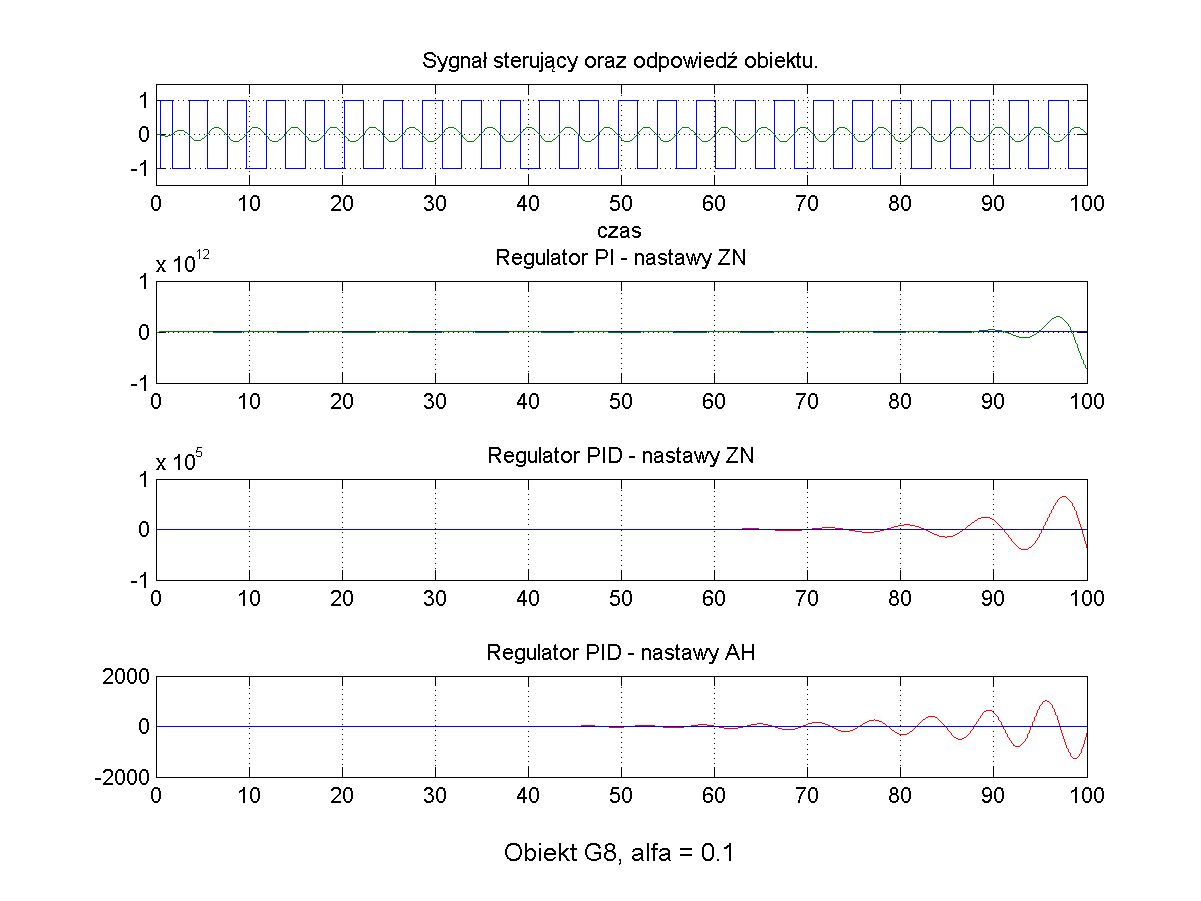 Sygnał sterujący oraz odpowiedź obiektu.
1
0
-1
0 10 20 30 40 50 60 70 80 90 100
czas
Regulator PI - nastawy ZN
x 10^12
1
0
-1
0 10 20 30 40 50 60 70 80 90 100
Regulator PID - nastawy ZN
x 10^5
1
0
-1
0 10 20 30 40 50 60 70 80 90 100
Regulator PID - nastawy AH
2000
0
-2000
0 10 20 30 40 50 60 70 80 90 100
Obiekt G8, alfa = 0.1